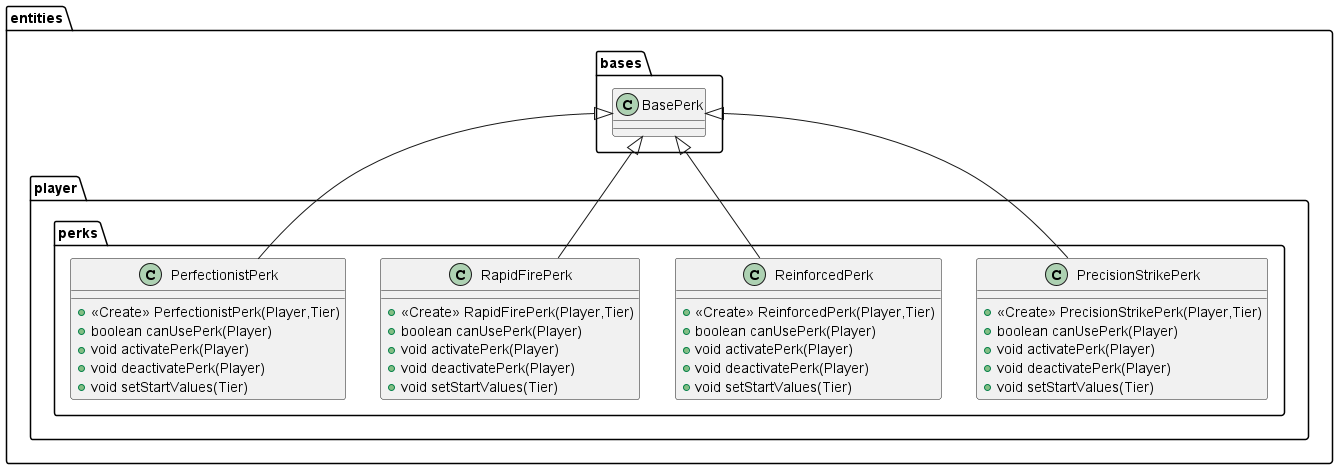 entities
bases
C BasePerk
player
perks
C PerfectionistPerk
«Create» PerfectionistPerk(Player,Tier)
boolean canUsePerk(Player)
void activatePerk(Player)
void deactivatePerk(Player)
void setStartValues(Tier)
C RapidFirePerk
«Create» RapidFirePerk(Player,Tier)
boolean canUsePerk(Player)
void activatePerk(Player)
void deactivatePerk(Player)
void setStartValues(Tier)
C ReinforcedPerk
«Create» ReinforcedPerk(Player,Tier)
boolean canUsePerk(Player)
void activatePerk(Player)
void deactivatePerk(Player)
void setStartValues(Tier)
C PrecisionStrikePerk
«Create» PrecisionStrikePerk(Player,Tier)
boolean canUsePerk(Player)
void activatePerk(Player)
void deactivatePerk(Player)
void setStartValues(Tier)